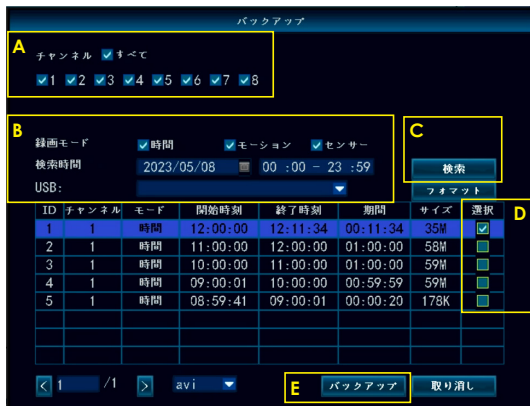 バックアップ
A
チャンネル すべて
1 2 3 4 5 6 7 8
B
録画モード 時間 モーション センサー
C
検索時間 2023/05/08 00 :00 - 23 :59 検索
USB: フォマット
ID チャンネル モード 開始時刻 終了時刻 期間 サイズ 選択
D
1 1 時間 12:00:00 12:11:34 00:11:34 35M
2 1 時間 11:00:00 12:00:00 01:00:00 58M
3 1 時間 10:00:00 11:00:00 01:00:00 59M
4 1 時間 09:00:01 10:00:00 00:59:59 59M
5 1 時間 08:59:41 09:00:01 00:00:20 178K
< 1 /1 > avi E バックアップ 取り消し